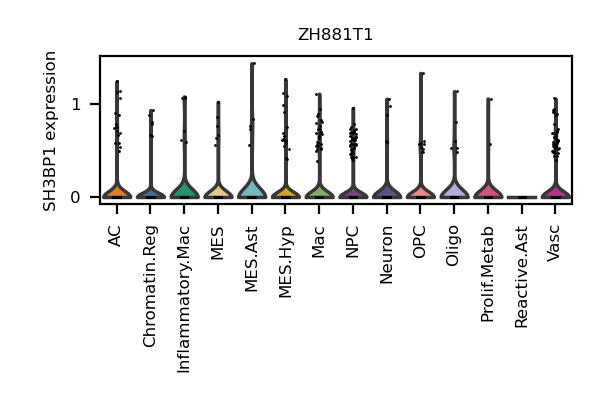 ZH881T1
SH3BP1 expression
1
0
AC
Chromatin.Reg
Inflammatory.Mac
MES
MES.Ast
MES.Hyp
Mac
NPC
Neuron
OPC
Oligo
Prolif.Metab
Reactive.Ast
Vasc